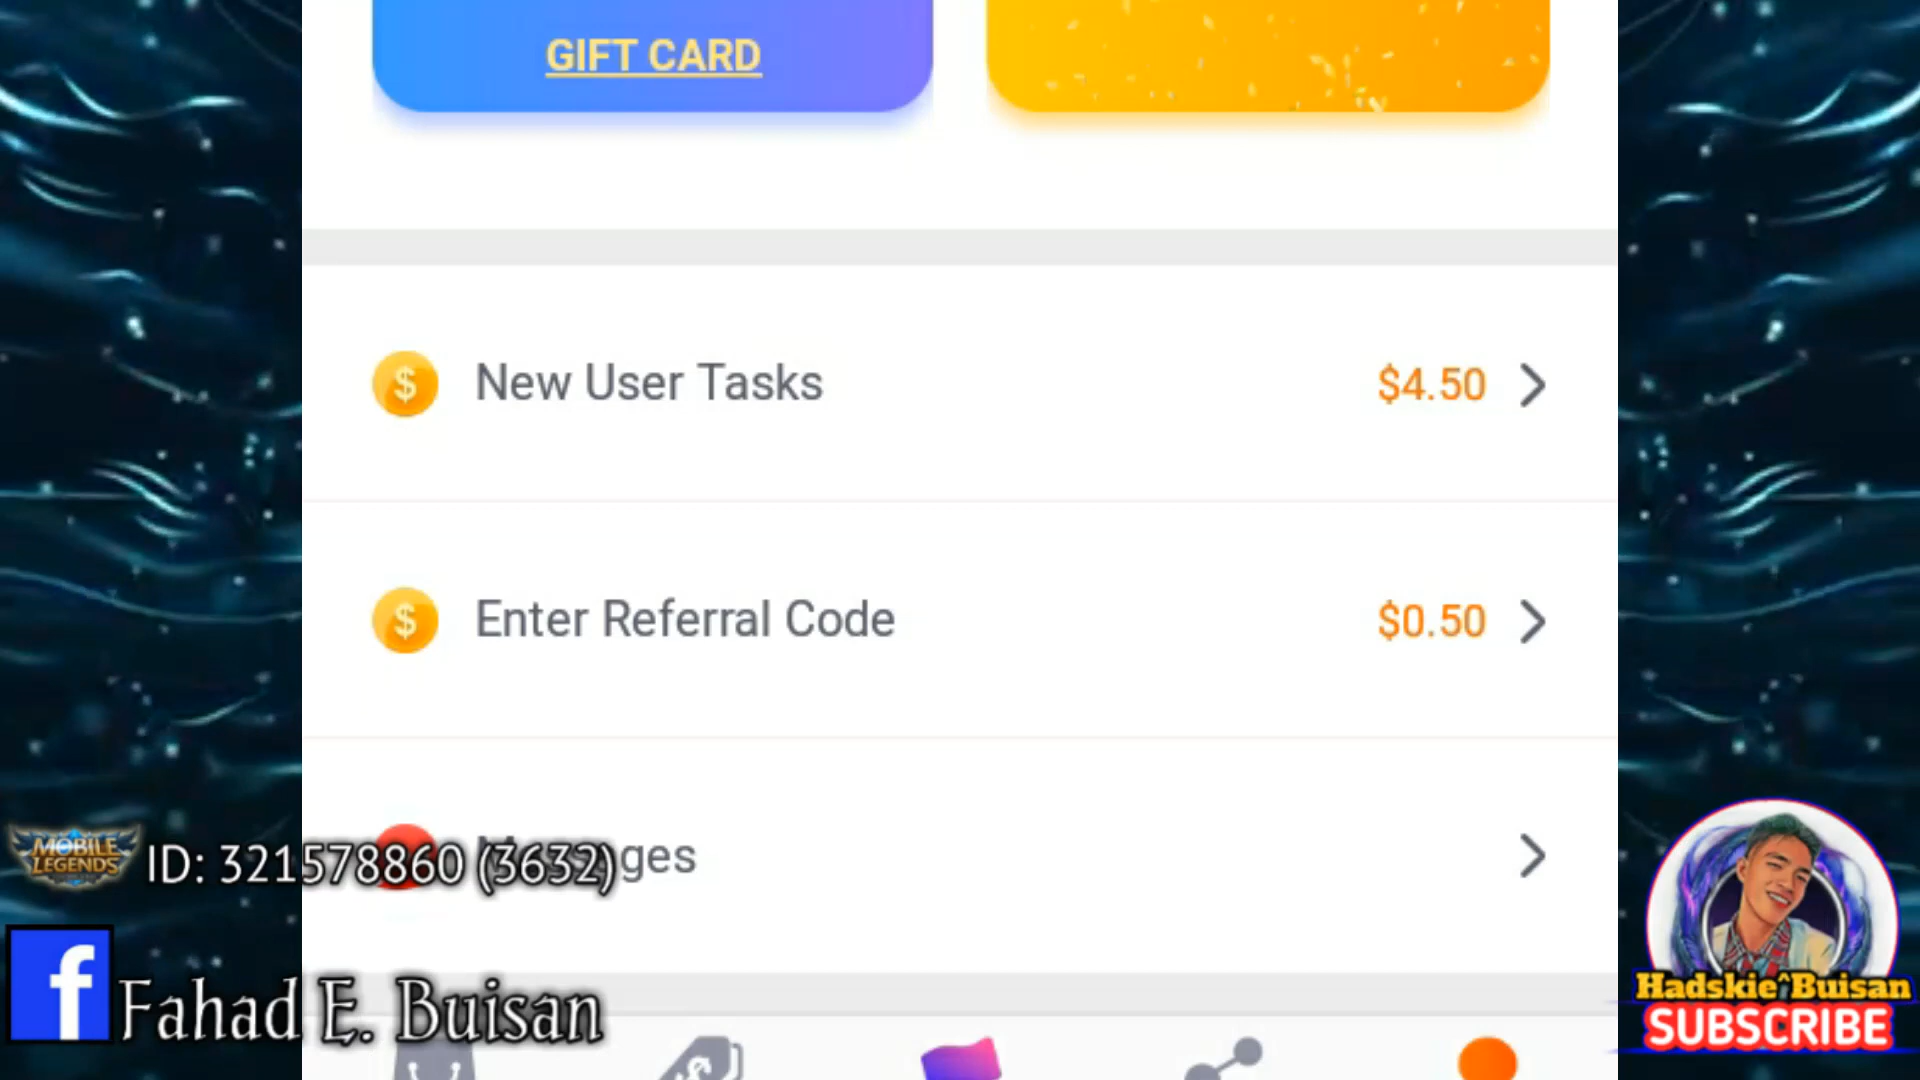 GIFT CARD
New User Tasks $4.50
Enter Referral Code $0.50
MOBILE
LEGENDS
ID: 321578860 (3632)
f Fahad E. Buisan
Hadskie^Buisan
SUBSCRIBE